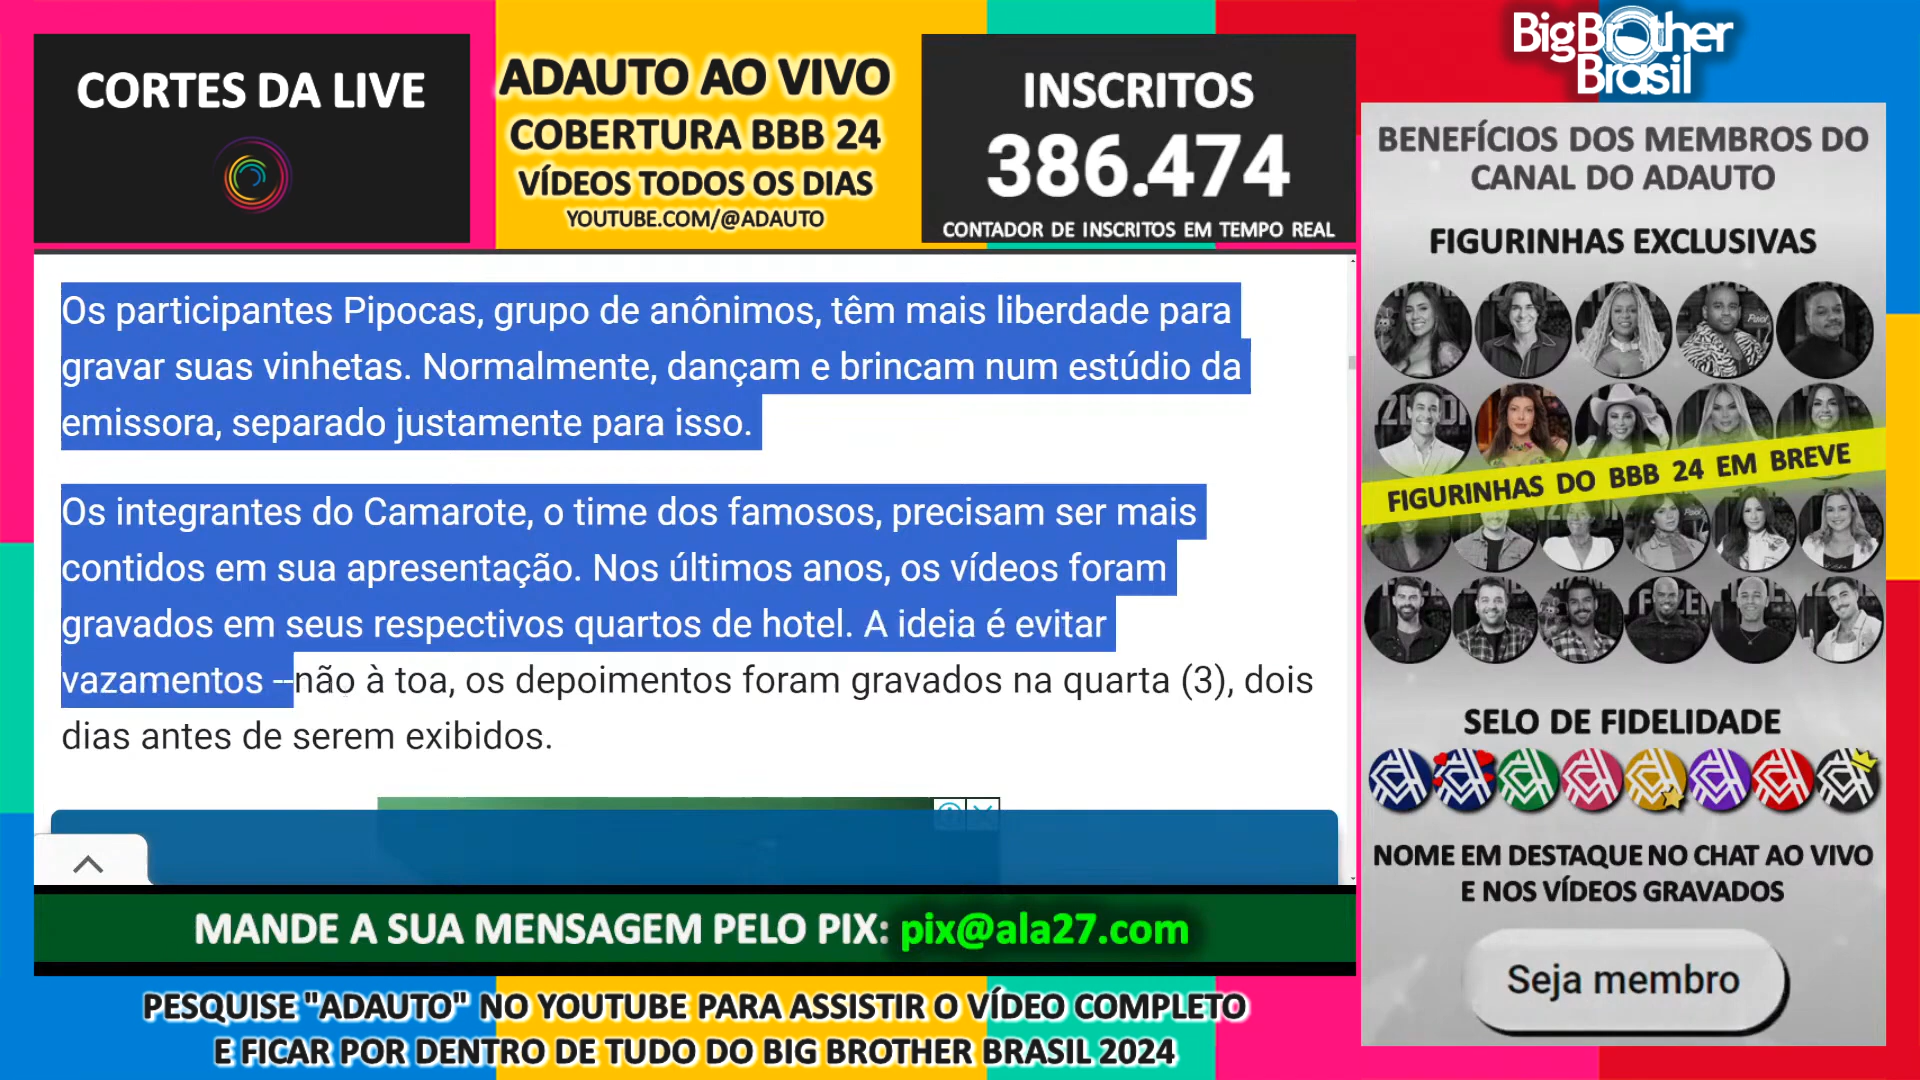 CORTES DA LIVE
ADAUTO AO VIVO
COBERTURA BBB 24
VÍDEOS TODOS OS DIAS
YOUTUBE.COM/@ADAUTO
INSCRITOS
386.474
CONTADOR DE INSCRITOS EM TEMPO REAL
Os participantes Pipocas, grupo de anônimos, têm mais liberdade para
gravar suas vinhetas. Normalmente, dançam e brincam num estúdio da
emissora, separado justamente para isso.
Os integrantes do Camarote, o time dos famosos, precisam ser mais
contidos em sua apresentação. Nos últimos anos, os vídeos foram
gravados em seus respectivos quartos de hotel. A ideia é evitar
vazamentos --não à toa, os depoimentos foram gravados na quarta (3), dois
dias antes de serem exibidos.
MANDE A SUA MENSAGEM PELO PIX: pix@ala27.com
PESQUISE "ADAUTO" NO YOUTUBE PARA ASSISTIR O VÍDEO COMPLETO
E FICAR POR DENTRO DE TUDO DO BIG BROTHER BRASIL 2024
BigBrother
Brasil
BENEFÍCIOS DOS MEMBROS DO
CANAL DO ADAUTO
FIGURINHAS EXCLUSIVAS
FIGURINHAS DO BBB 24 EM BREVE
SELO DE FIDELIDADE
NOME EM DESTAQUE NO CHAT AO VIVO
E NOS VÍDEOS GRAVADOS
Seja membro